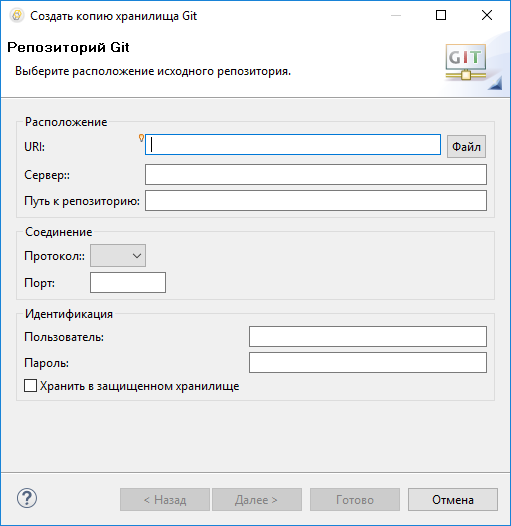 Создать копию хранилища Git
Репозиторий Git
Выберите расположение исходного репозитория.
GIT
Расположение
URI:
Файл
Сервер::
Путь к репозиторию:
Соединение
Протокол::
Порт:
Идентификация
Пользователь:
Пароль:
Хранить в защищенном хранилище
?
< Назад
Далее >
Готово
Отмена